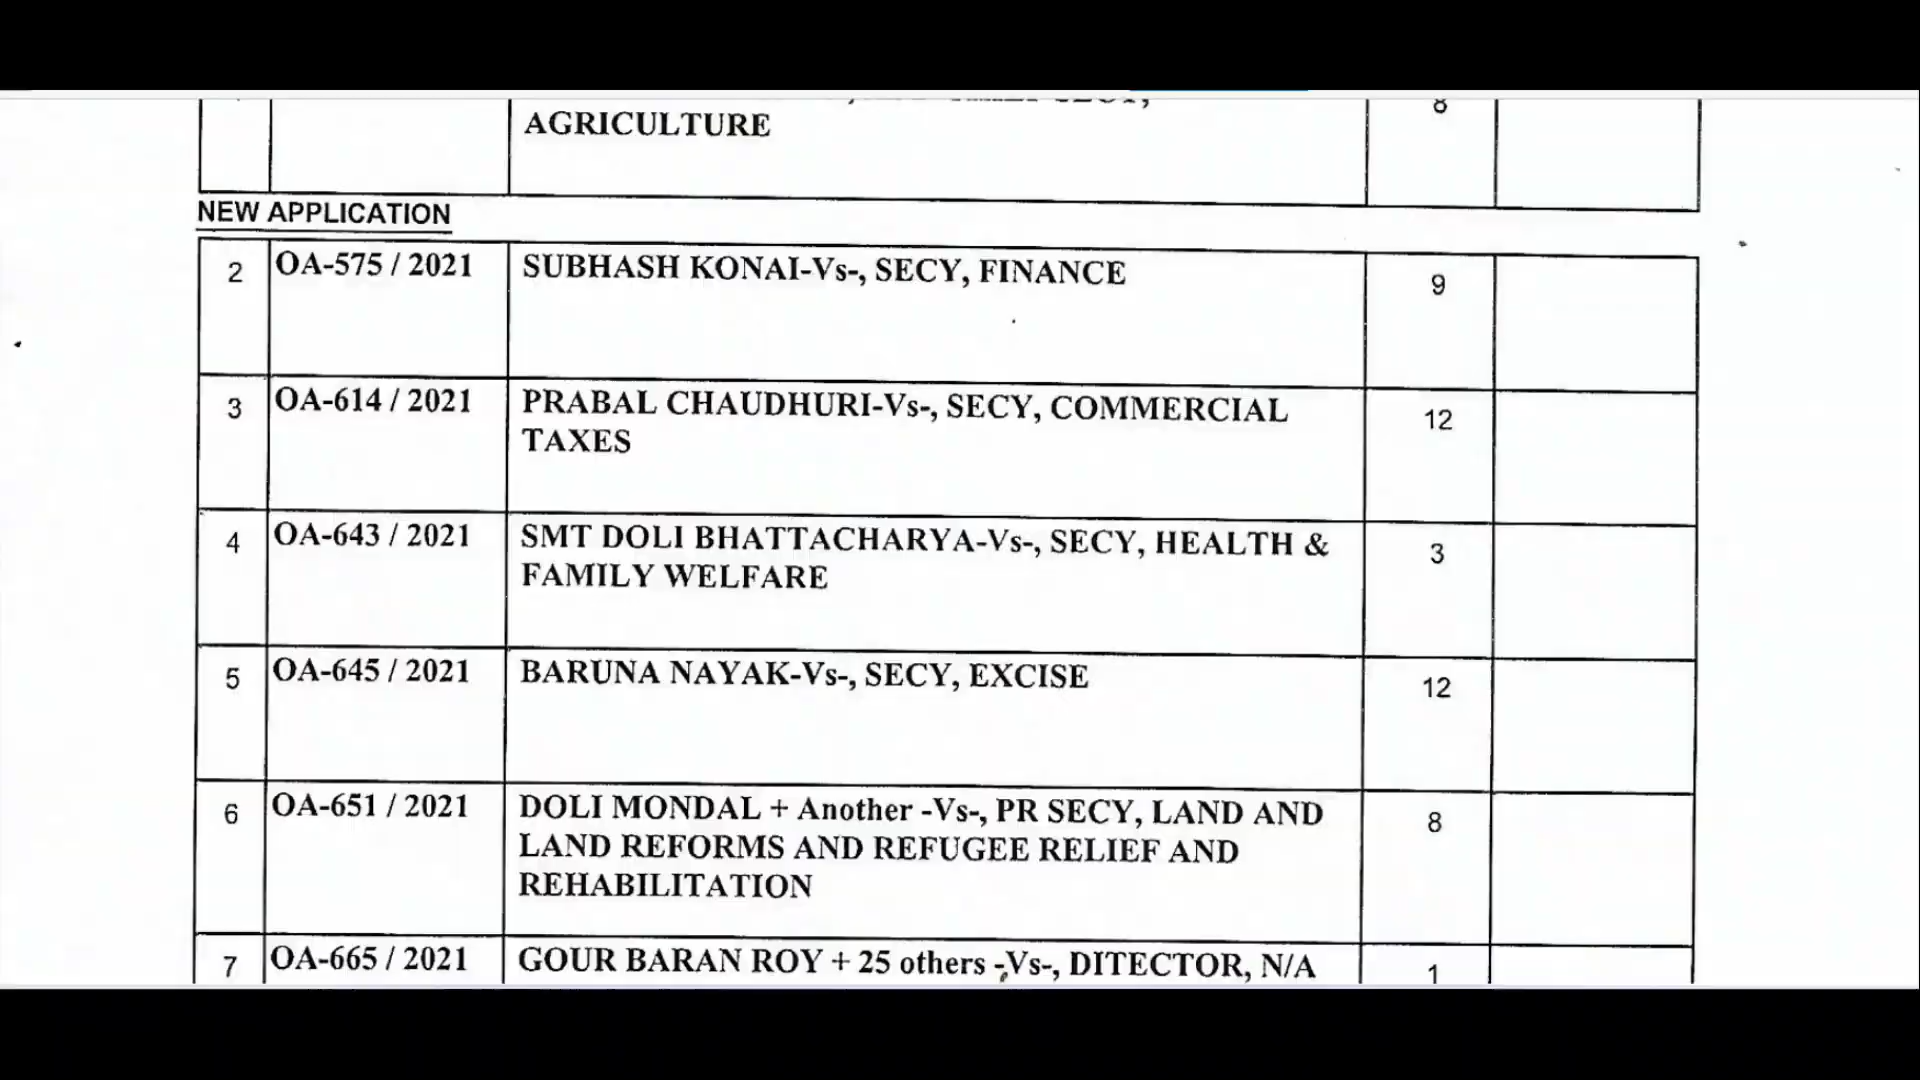 AGRICULTURE
8
NEW APPLICATION
2 OA-575 / 2021 SUBHASH KONAI-Vs-, SECY, FINANCE 9
3 OA-614 / 2021 PRABAL CHAUDHURI-Vs-, SECY, COMMERCIAL 12
TAXES
4 OA-643 / 2021 SMT DOLI BHATTACHARYA-Vs-, SECY, HEALTH & 3
FAMILY WELFARE
5 OA-645 / 2021 BARUNA NAYAK-Vs-, SECY, EXCISE 12
6 OA-651 / 2021 DOLI MONDAL + Another -Vs-, PR SECY, LAND AND 8
LAND REFORMS AND REFUGEE RELIEF AND
REHABILITATION
7 OA-665 / 2021 GOUR BARAN ROY + 25 others -Vs-, DITECTOR, N/A 1